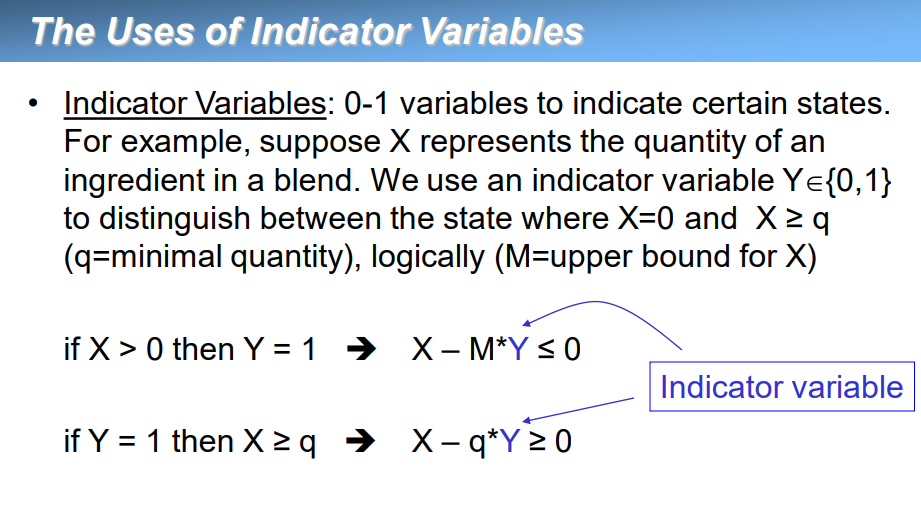 The Uses of Indicator Variables
• Indicator Variables: 0-1 variables to indicate certain states.
For example, suppose X represents the quantity of an
ingredient in a blend. We use an indicator variable Y∈{0,1}
to distinguish between the state where X=0 and X ≥ q
(q=minimal quantity), logically (M=upper bound for X)
if X > 0 then Y = 1 ➔ X – M*Y ≤ 0
Indicator variable
if Y = 1 then X ≥ q ➔ X – q*Y ≥ 0